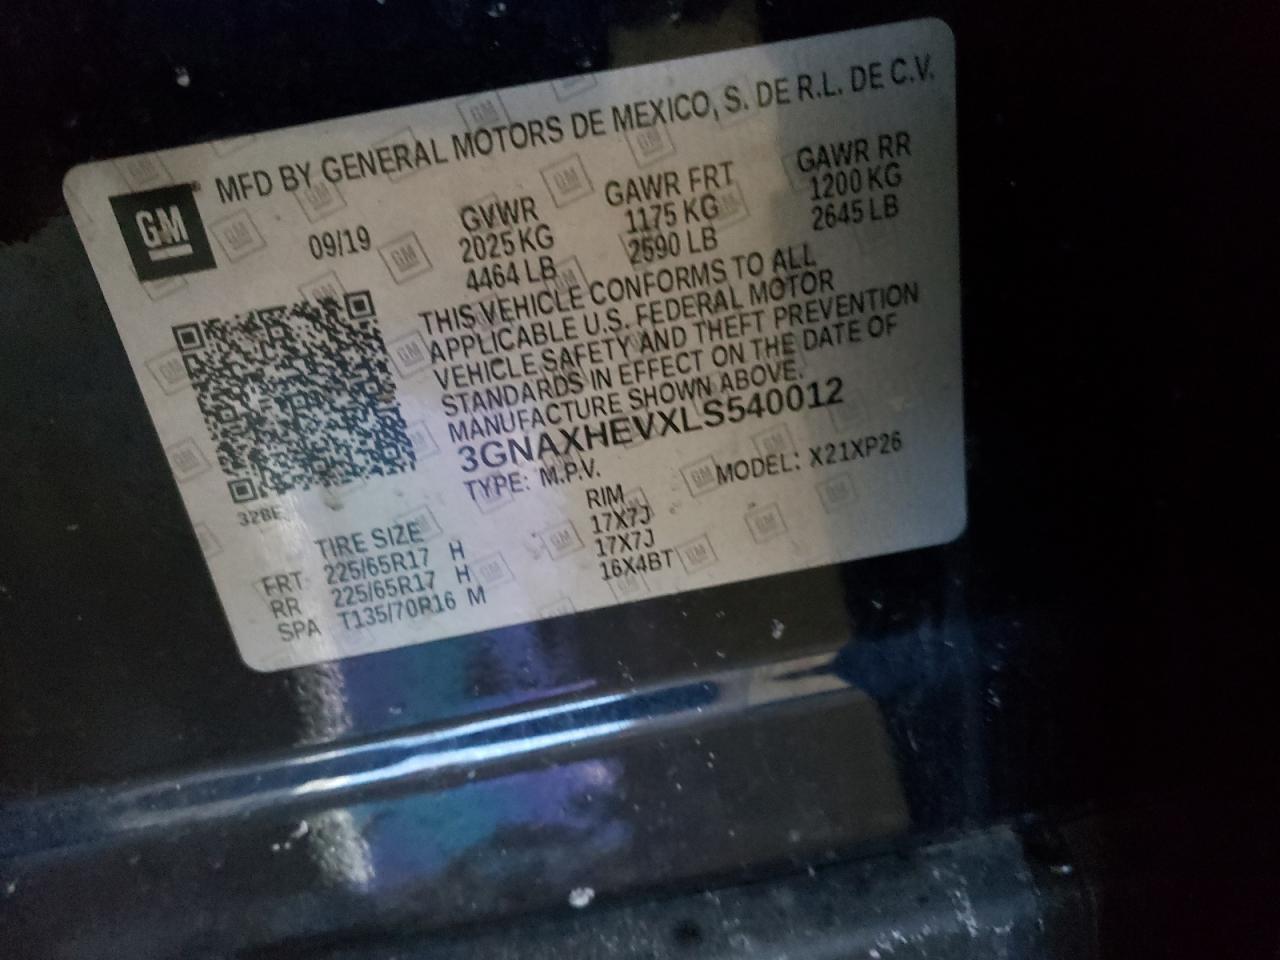 GM
MFD BY GENERAL MOTORS DE MEXICO, S. DE R.L. DE C.V.
09/19
GVWR
2025 KG
4464 LB
GAWR FRT
1175 KG
2590 LB
GAWR RR
1200 KG
2645 LB
THIS VEHICLE CONFORMS TO ALL
APPLICABLE U.S. FEDERAL MOTOR
VEHICLE SAFETY AND THEFT PREVENTION
STANDARDS IN EFFECT ON THE DATE OF
MANUFACTURE SHOWN ABOVE.
3GNAXHEVXLS540012
TYPE: M.P.V. MODEL: X21XP26
328E
TIRE SIZE RIM
FRT 225/65R17 H 17X7J
RR 225/65R17 H 17X7J
SPA T135/70R16 M 16X4BT